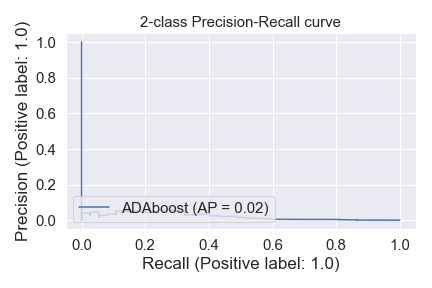 2-class Precision-Recall curve
Precision (Positive label: 1.0)
1.0
0.8
0.6
0.4
0.2
0.0
ADAboost (AP = 0.02)
0.0 0.2 0.4 0.6 0.8 1.0
Recall (Positive label: 1.0)